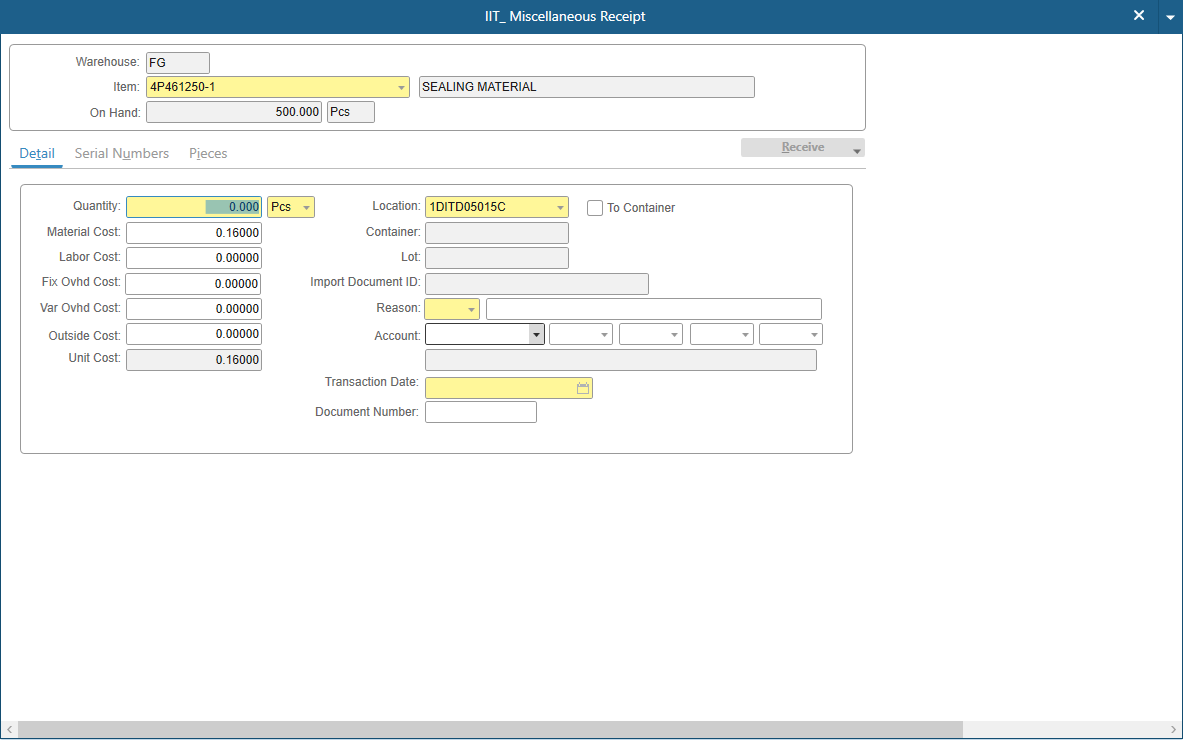 IIT_ Miscellaneous Receipt
Warehouse: FG
Item: 4P461250-1 SEALING MATERIAL
On Hand: 500.000 Pcs
Detail Serial Numbers Pieces Receive
Quantity: 0.000 Pcs Location: 1DITD05015C To Container
Material Cost: 0.16000 Container:
Labor Cost: 0.00000 Lot:
Fix Ovhd Cost: 0.00000 Import Document ID:
Var Ovhd Cost: 0.00000 Reason:
Outside Cost: 0.00000 Account:
Unit Cost: 0.16000
Transaction Date:
Document Number: